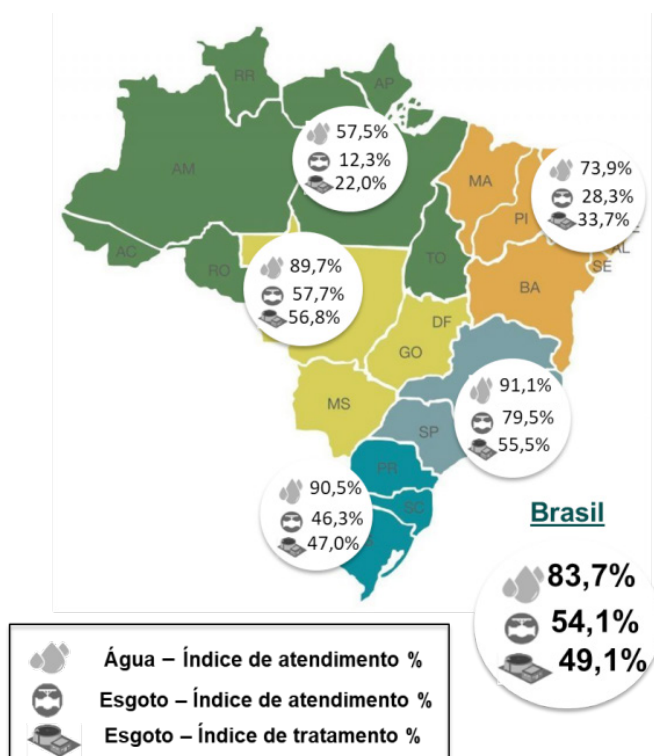 RR
AP
57,5%
12,3%
22,0%
AM
MA
73,9%
28,3%
33,7%
PI
E
AL
SE
AC
RO
89,7%
57,7%
56,8%
TO
BA
DF
GO
MS
91,1%
79,5%
55,5%
SP
PR
90,5%
46,3%
47,0%
SC
Brasil
83,7%
54,1%
49,1%
Água – Índice de atendimento %
Esgoto – Índice de atendimento %
Esgoto – Índice de tratamento %